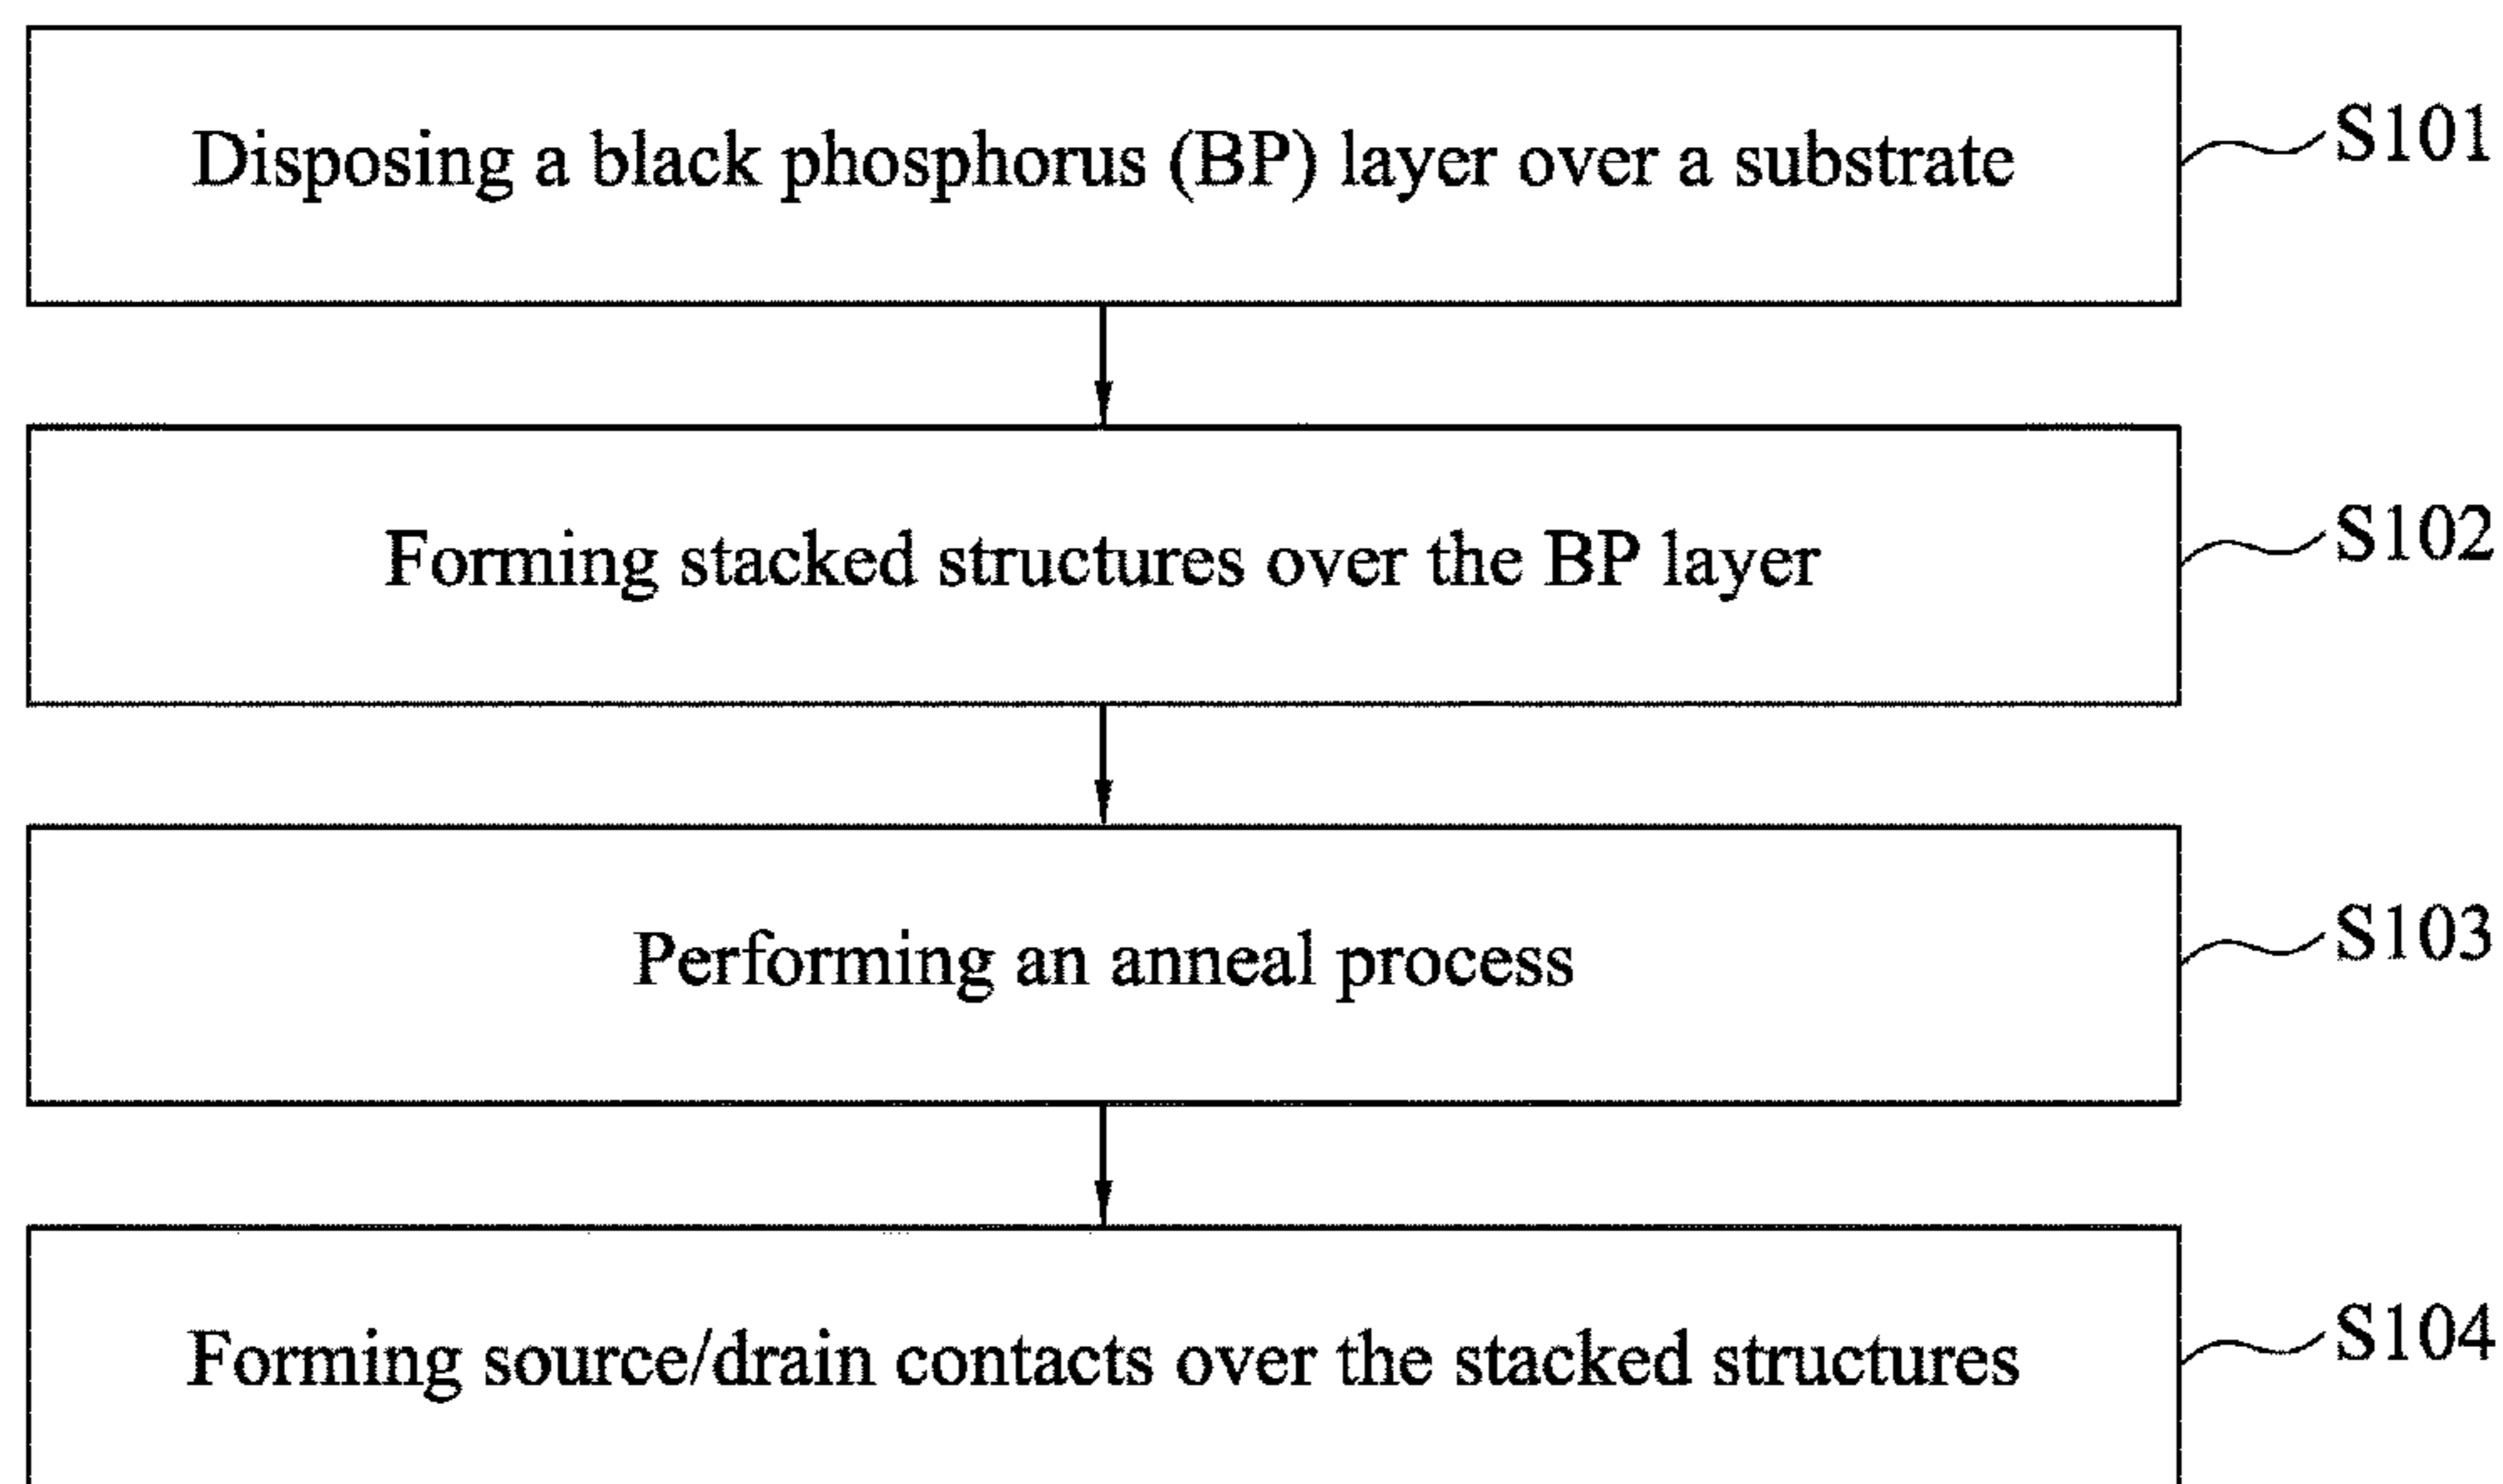 Disposing a black phosphorus (BP) layer over a substrate
S101
Forming stacked structures over the BP layer
S102
Performing an anneal process
S103
Forming source/drain contacts over the stacked structures
S104